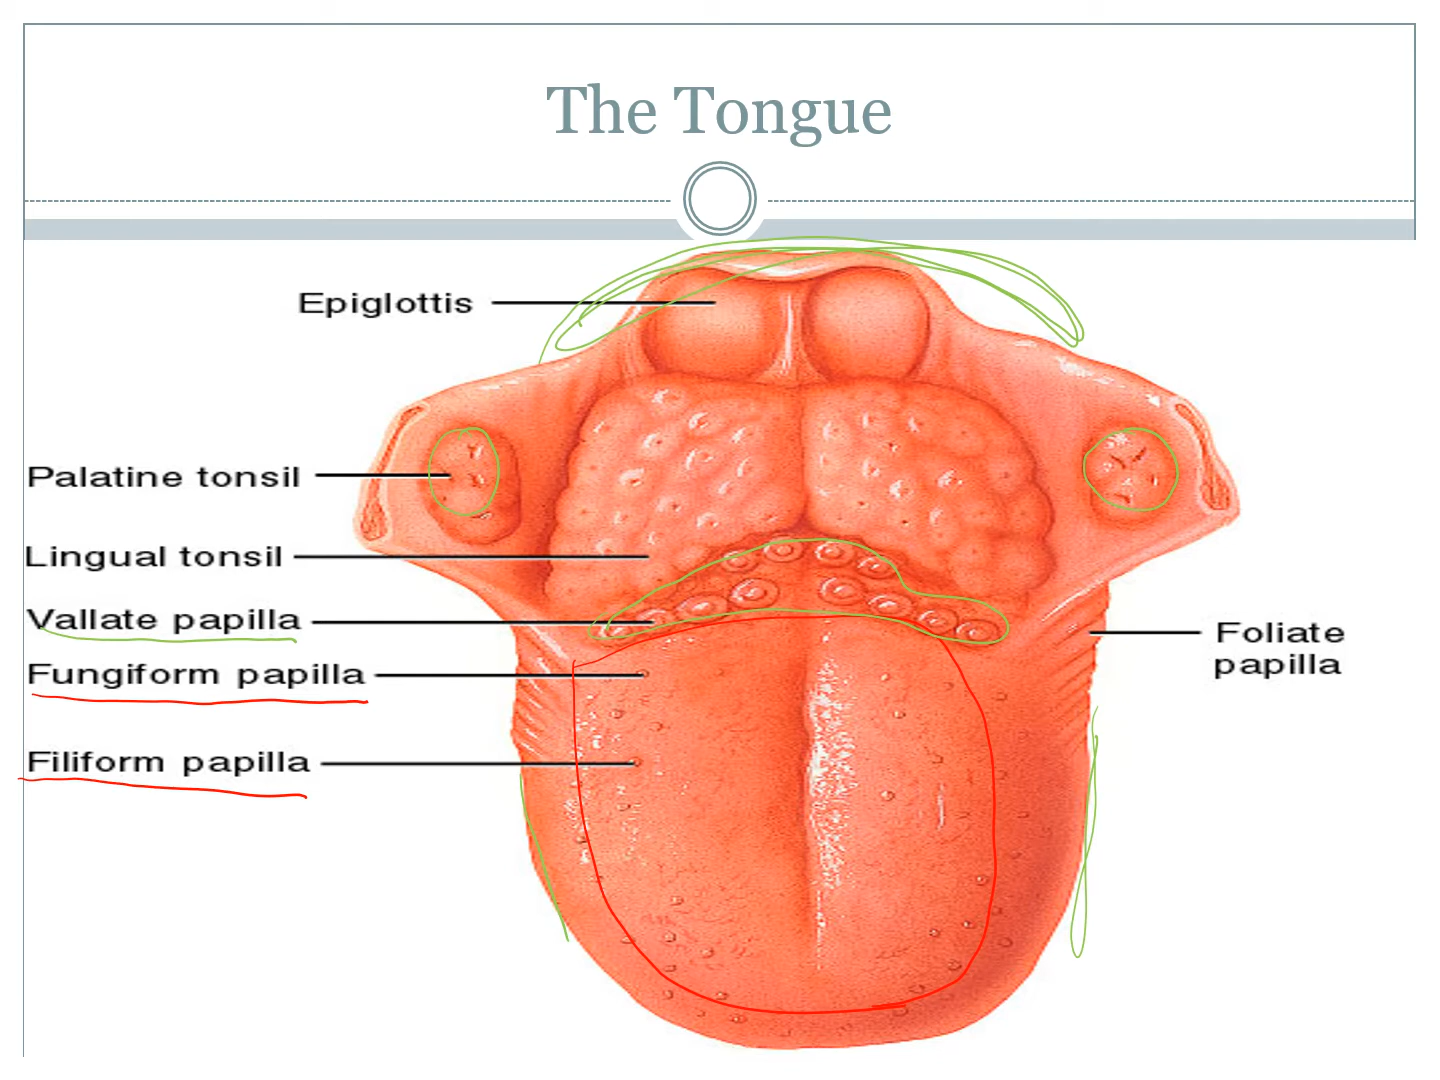 The Tongue
Epiglottis
Palatine tonsil
Lingual tonsil
Vallate papilla
Fungiform papilla
Filiform papilla
Foliate
papilla